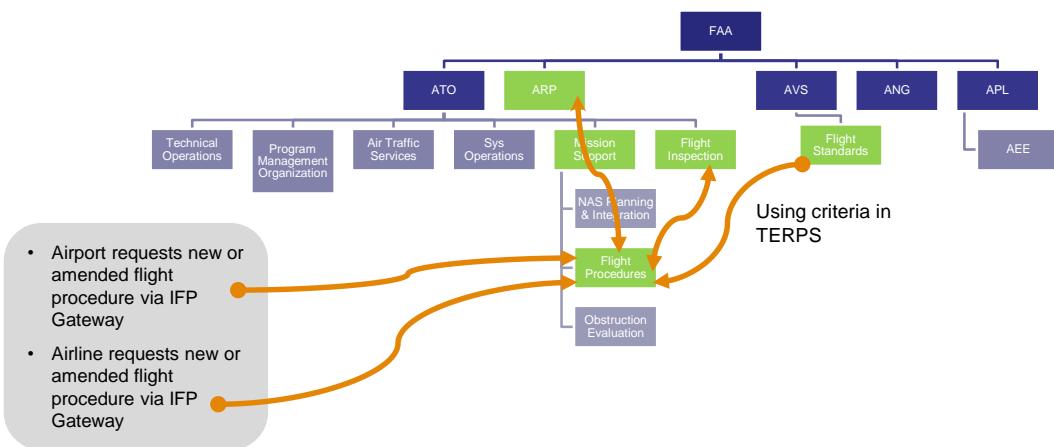 FAA
ATO
ARP
AVS
ANG
APL
Technical
Operations
Program
Management
Organization
Air Traffic
Services
Sys
Operations
Mission
Support
Flight
Inspection
Flight
Standards
AEE
NAS Planning
& Integration
Using criteria in
TERPS
Flight
Procedures
Obstruction
Evaluation
• Airport requests new or
amended flight
procedure via IFP
Gateway
• Airline requests new or
amended flight
procedure via IFP
Gateway